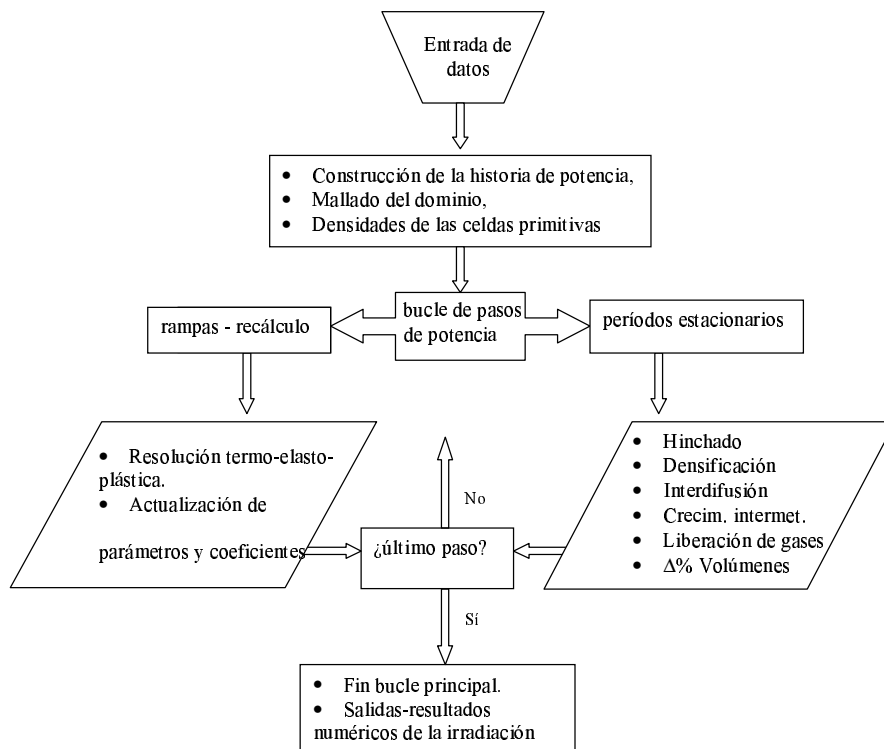 Entrada de
datos
• Construcción de la historia de potencia,
• Mallado del dominio,
• Densidades de las celdas primitivas
bucle de pasos
de potencia
rampas - recálculo
períodos estacionarios
• Resolución termo-elasto-
plástica.
• Actualización de
parámetros y coeficientes
• Hinchado
• Densificación
• Interdifusión
• Crecim. intermet.
• Liberación de gases
• Δ% Volúmenes
No
¿último paso?
Sí
• Fin bucle principal.
• Salidas-resultados
numéricos de la irradiación